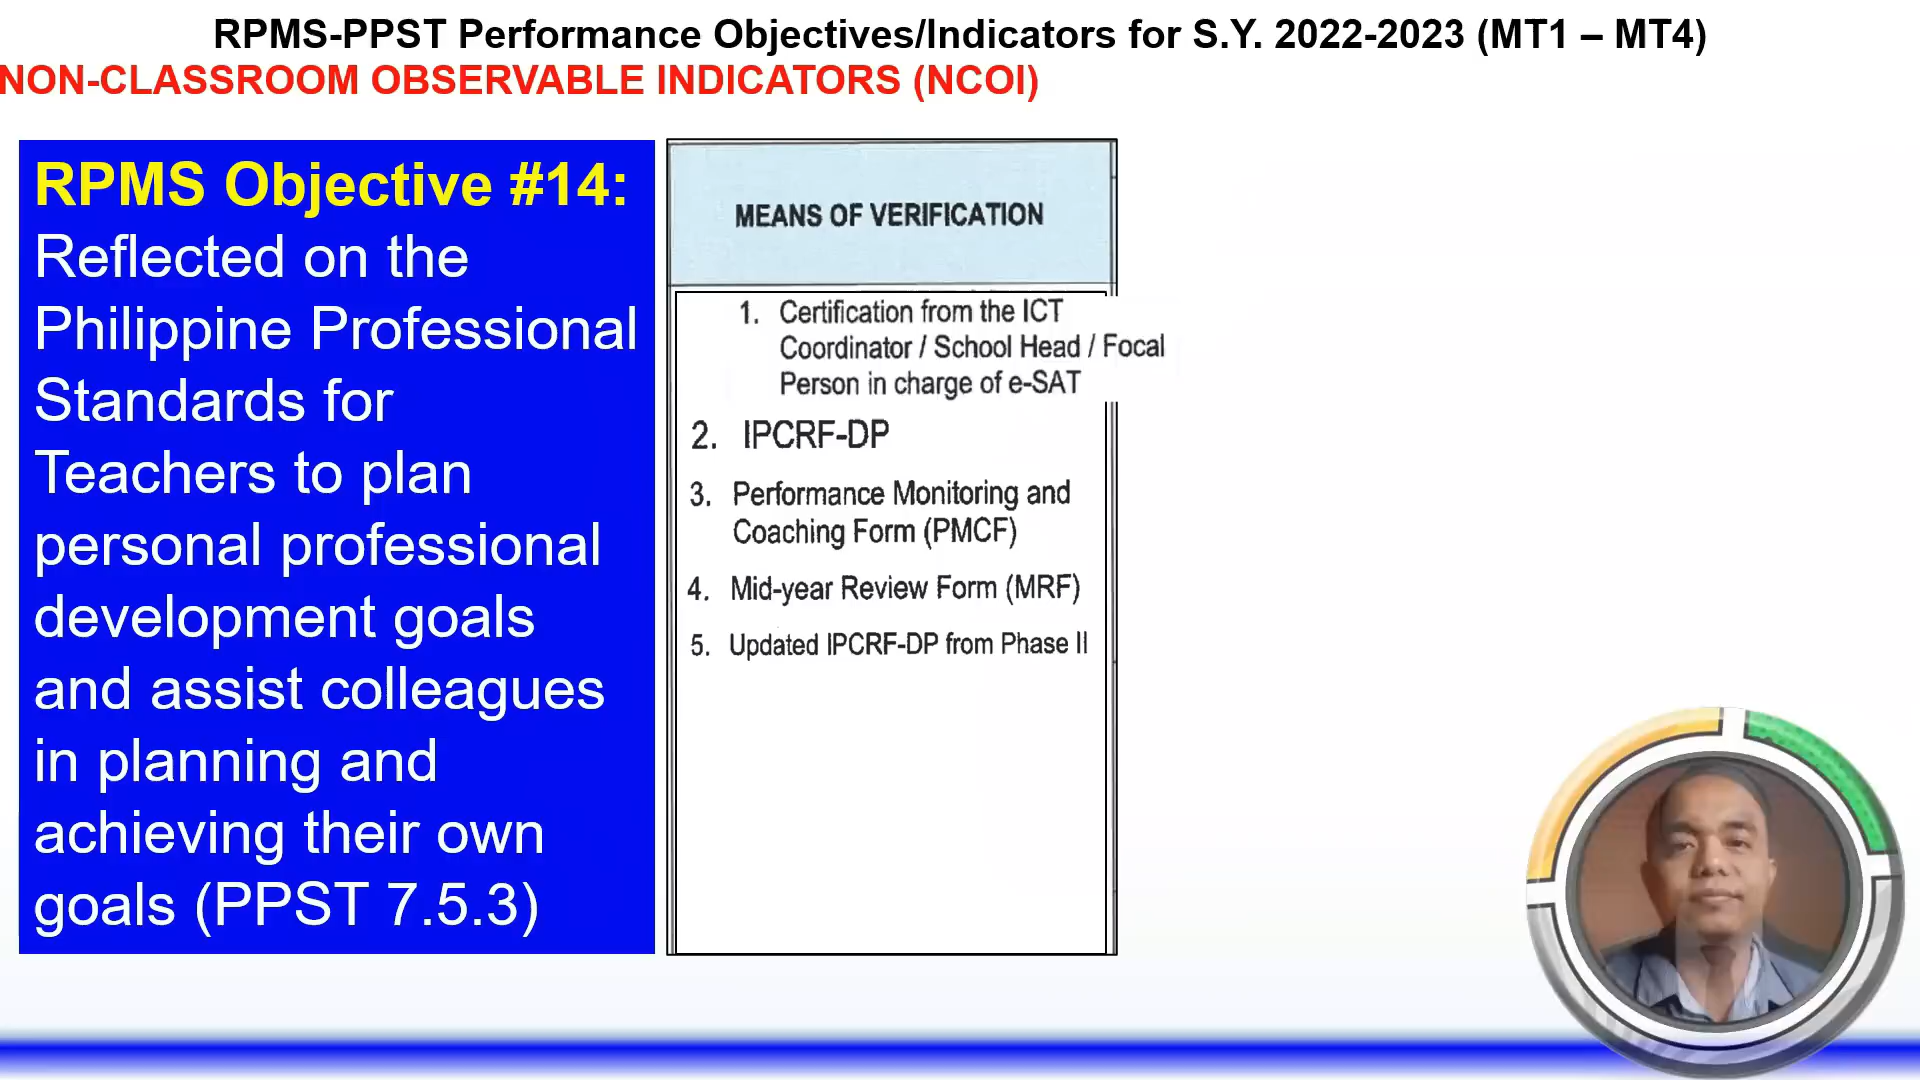 RPMS-PPST Performance Objectives/Indicators for S.Y. 2022-2023 (MT1 – MT4)
NON-CLASSROOM OBSERVABLE INDICATORS (NCOI)
RPMS Objective #14:
Reflected on the
Philippine Professional
Standards for
Teachers to plan
personal professional
development goals
and assist colleagues
in planning and
achieving their own
goals (PPST 7.5.3)
MEANS OF VERIFICATION
1. Certification from the ICT
Coordinator / School Head / Focal
Person in charge of e-SAT
2. IPCRF-DP
3. Performance Monitoring and
Coaching Form (PMCF)
4. Mid-year Review Form (MRF)
5. Updated IPCRF-DP from Phase II